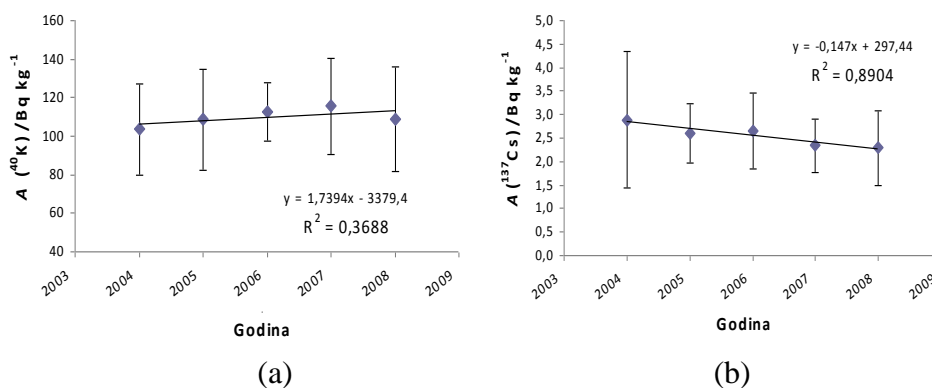 160
140
120
100
80
60
40
A (⁴⁰K) /Bq kg⁻¹
y = 1,7394x - 3379,4
R² = 0,3688
2003 2004 2005 2006 2007 2008 2009
Godina
(a)
5,0
4,5
4,0
3,5
3,0
2,5
2,0
1,5
1,0
0,5
0,0
A (¹³⁷Cs) /Bq kg⁻¹
y = -0,147x + 297,44
R² = 0,8904
2003 2004 2005 2006 2007 2008 2009
Godina
(b)